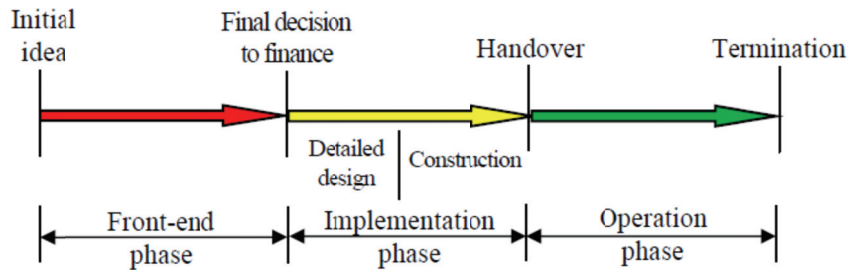 Initial
idea
Final decision
to finance
Handover
Termination
Detailed
design
Construction
Front-end
phase
Implementation
phase
Operation
phase